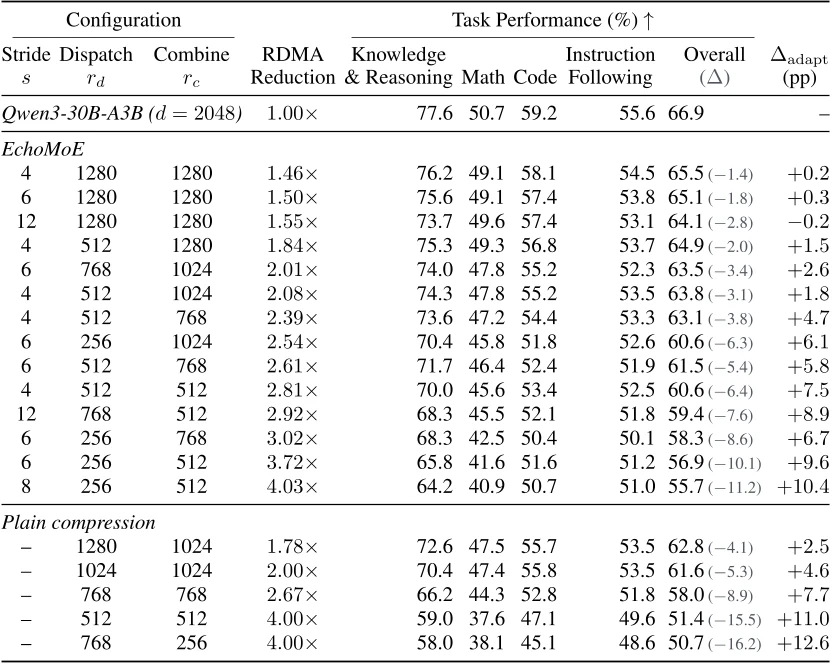 Configuration Task Performance (%) ↑
Stride Dispatch Combine RDMA Knowledge Instruction Overall Δadapt
s rd rc Reduction & Reasoning Math Code Following (Δ) (pp)
Qwen3-30B-A3B (d = 2048) 1.00× 77.6 50.7 59.2 55.6 66.9 –
EchoMoE
4 1280 1280 1.46× 76.2 49.1 58.1 54.5 65.5 (−1.4) +0.2
6 1280 1280 1.50× 75.6 49.1 57.4 53.8 65.1 (−1.8) +0.3
12 1280 1280 1.55× 73.7 49.6 57.4 53.1 64.1 (−2.8) −0.2
4 512 1280 1.84× 75.3 49.3 56.8 53.7 64.9 (−2.0) +1.5
6 768 1024 2.01× 74.0 47.8 55.2 52.3 63.5 (−3.4) +2.6
4 512 1024 2.08× 74.3 47.8 55.2 53.5 63.8 (−3.1) +1.8
4 512 768 2.39× 73.6 47.2 54.4 53.3 63.1 (−3.8) +4.7
6 256 1024 2.54× 70.4 45.8 51.8 52.6 60.6 (−6.3) +6.1
6 512 768 2.61× 71.7 46.4 52.4 51.9 61.5 (−5.4) +5.8
4 512 512 2.81× 70.0 45.6 53.4 52.5 60.6 (−6.4) +7.5
12 768 512 2.92× 68.3 45.5 52.1 51.8 59.4 (−7.6) +8.9
6 256 768 3.02× 68.3 42.5 50.4 50.1 58.3 (−8.6) +6.7
6 256 512 3.72× 65.8 41.6 51.6 51.2 56.9 (−10.1) +9.6
8 256 512 4.03× 64.2 40.9 50.7 51.0 55.7 (−11.2) +10.4
Plain compression
– 1280 1024 1.78× 72.6 47.5 55.7 53.5 62.8 (−4.1) +2.5
– 1024 1024 2.00× 70.4 47.4 55.8 53.5 61.6 (−5.3) +4.6
– 768 768 2.67× 66.2 44.3 52.8 51.8 58.0 (−8.9) +7.7
– 512 512 4.00× 59.0 37.6 47.1 49.6 51.4 (−15.5) +11.0
– 768 256 4.00× 58.0 38.1 45.1 48.6 50.7 (−16.2) +12.6